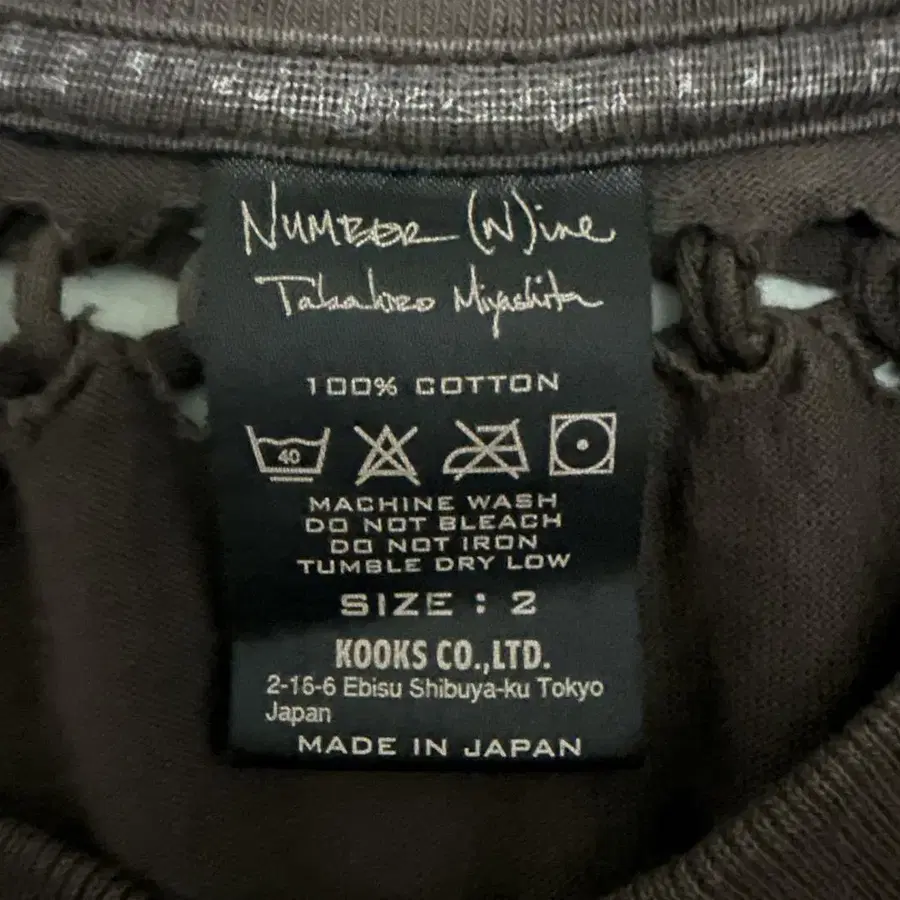 NUMBER (N)ine
Takahiro Miyashita
100% COTTON
40
MACHINE WASH
DO NOT BLEACH
DO NOT IRON
TUMBLE DRY LOW
SIZE : 2
KOOKS CO.,LTD.
2-16-6 Ebisu Shibuya-ku Tokyo
Japan
MADE IN JAPAN